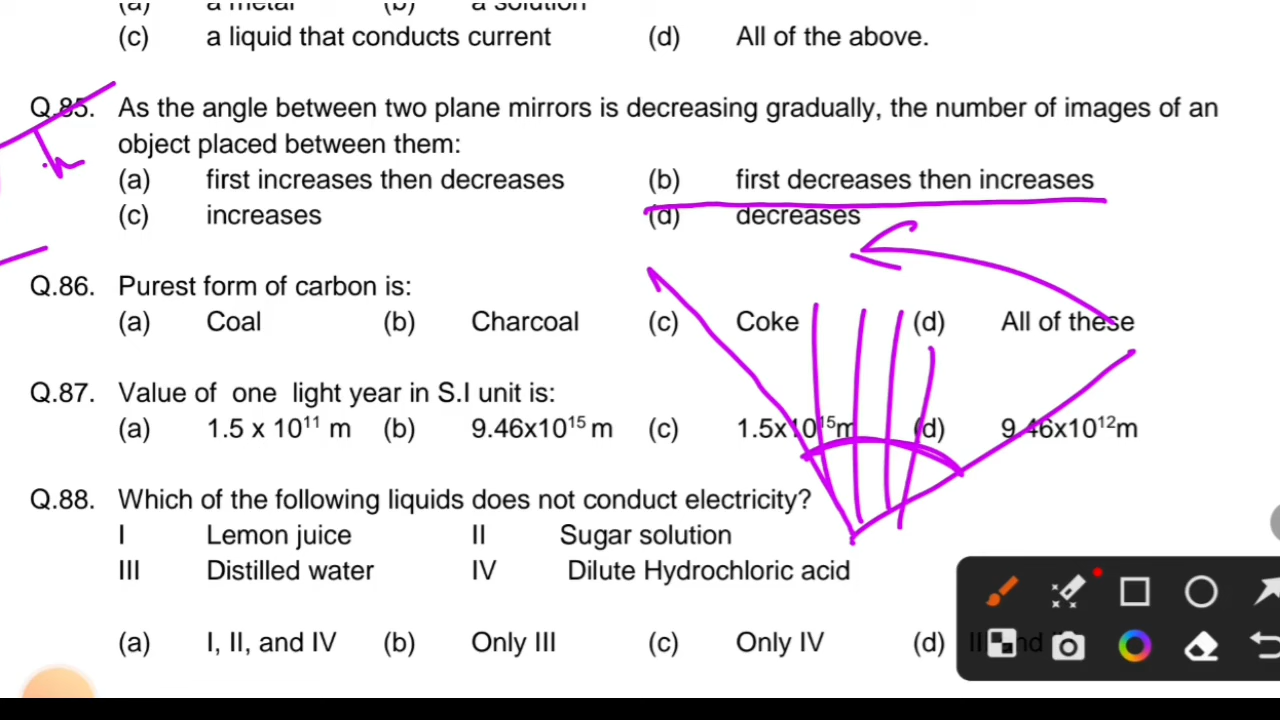 (a) a metal (b) a solution
(c) a liquid that conducts current (d) All of the above.
Q.85. As the angle between two plane mirrors is decreasing gradually, the number of images of an
object placed between them:
(a) first increases then decreases (b) first decreases then increases
(c) increases (d) decreases
Q.86. Purest form of carbon is:
(a) Coal (b) Charcoal (c) Coke (d) All of these
Q.87. Value of one light year in S.I unit is:
(a) 1.5 x 10¹¹ m (b) 9.46x10¹⁵ m (c) 1.5x10¹⁵m (d) 9.46x10¹²m
Q.88. Which of the following liquids does not conduct electricity?
I Lemon juice II Sugar solution
III Distilled water IV Dilute Hydrochloric acid
(a) I, II, and IV (b) Only III (c) Only IV (d)